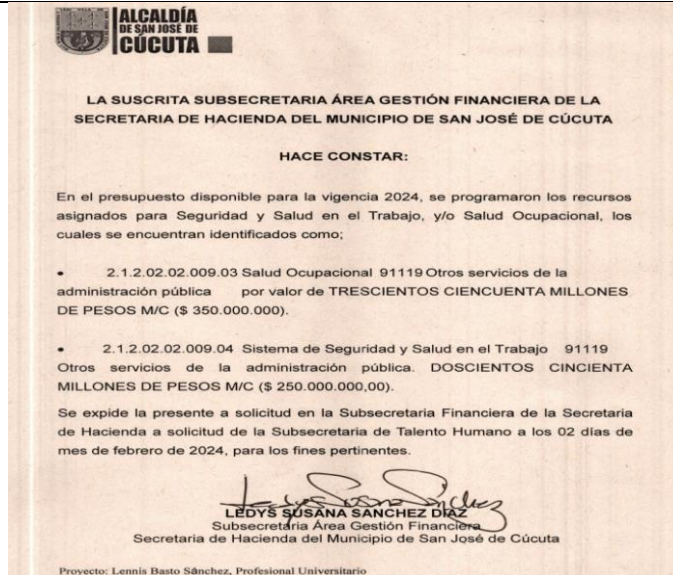 ALCALDÍA
DE SAN JOSÉ DE
CÚCUTA
LA SUSCRITA SUBSECRETARIA ÁREA GESTIÓN FINANCIERA DE LA
SECRETARIA DE HACIENDA DEL MUNICIPIO DE SAN JOSÉ DE CÚCUTA
HACE CONSTAR:
En el presupuesto disponible para la vigencia 2024, se programaron los recursos
asignados para Seguridad y Salud en el Trabajo, y/o Salud Ocupacional, los
cuales se encuentran identificados como;
• 2.1.2.02.02.009.03 Salud Ocupacional 91119 Otros servicios de la
administración pública por valor de TRESCIENTOS CIENCUENTA MILLONES
DE PESOS M/C ($ 350.000.000).
• 2.1.2.02.02.009.04 Sistema de Seguridad y Salud en el Trabajo 91119
Otros servicios de la administración pública. DOSCIENTOS CINCIENTA
MILLONES DE PESOS M/C ($ 250.000.000,00).
Se expide la presente a solicitud en la Subsecretaria Financiera de la Secretaria
de Hacienda a solicitud de la Subsecretaria de Talento Humano a los 02 días de
mes de febrero de 2024, para los fines pertinentes.
Ledys Susana Sánchez
LEDYS SUSANA SANCHEZ DIAZ
Subsecretaria Área Gestión Financiera
Secretaria de Hacienda del Municipio de San José de Cúcuta
Proyecto: Lennis Basto Sánchez, Profesional Universitario